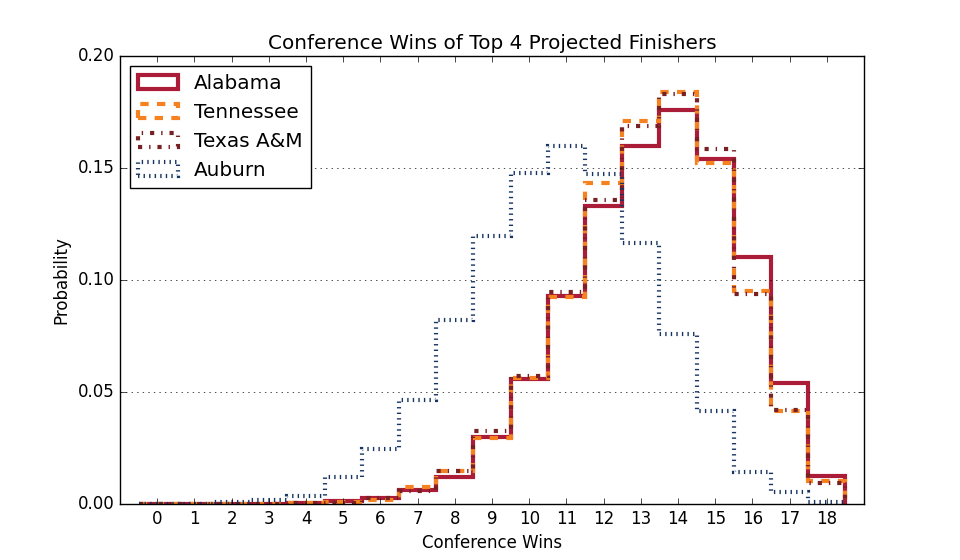 Conference Wins of Top 4 Projected Finishers
0.20
Alabama
Tennessee
Texas A&M
Auburn
0.15
0.10
0.05
0.00
Probability
0 1 2 3 4 5 6 7 8 9 10 11 12 13 14 15 16 17 18
Conference Wins